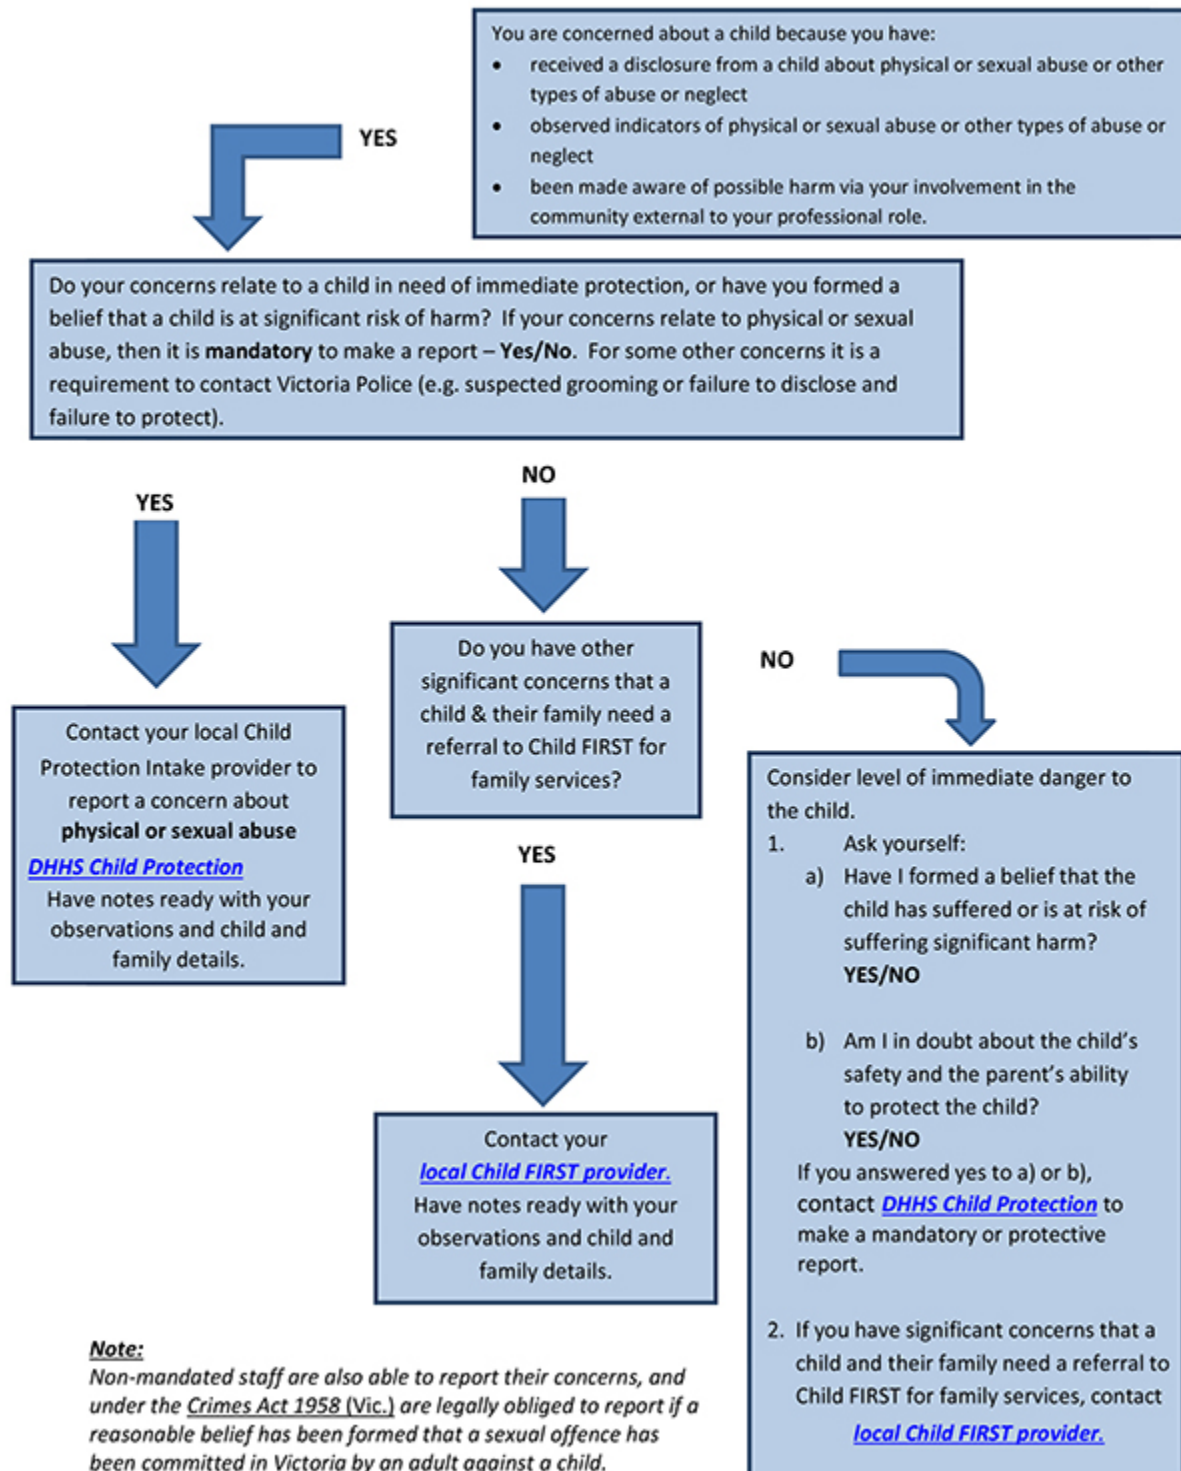 You are concerned about a child because you have:
• received a disclosure from a child about physical or sexual abuse or other
types of abuse or neglect
• observed indicators of physical or sexual abuse or other types of abuse or
neglect
• been made aware of possible harm via your involvement in the
community external to your professional role.
YES
Do your concerns relate to a child in need of immediate protection, or have you formed a
belief that a child is at significant risk of harm? If your concerns relate to physical or sexual
abuse, then it is mandatory to make a report – Yes/No. For some other concerns it is a
requirement to contact Victoria Police (e.g. suspected grooming or failure to disclose and
failure to protect).
YES
NO
Contact your local Child
Protection Intake provider to
report a concern about
physical or sexual abuse
DHHS Child Protection
Have notes ready with your
observations and child and
family details.
Do you have other
significant concerns that a
child & their family need a
referral to Child FIRST for
family services?
NO
YES
Contact your
local Child FIRST provider.
Have notes ready with your
observations and child and
family details.
Consider level of immediate danger to
the child.
1. Ask yourself:
a) Have I formed a belief that the
child has suffered or is at risk of
suffering significant harm?
YES/NO
b) Am I in doubt about the child's
safety and the parent's ability
to protect the child?
YES/NO
If you answered yes to a) or b),
contact DHHS Child Protection to
make a mandatory or protective
report.
2. If you have significant concerns that a
child and their family need a referral to
Child FIRST for family services, contact
local Child FIRST provider.
Note:
Non-mandated staff are also able to report their concerns, and
under the Crimes Act 1958 (Vic.) are legally obliged to report if a
reasonable belief has been formed that a sexual offence has
been committed in Victoria by an adult against a child.